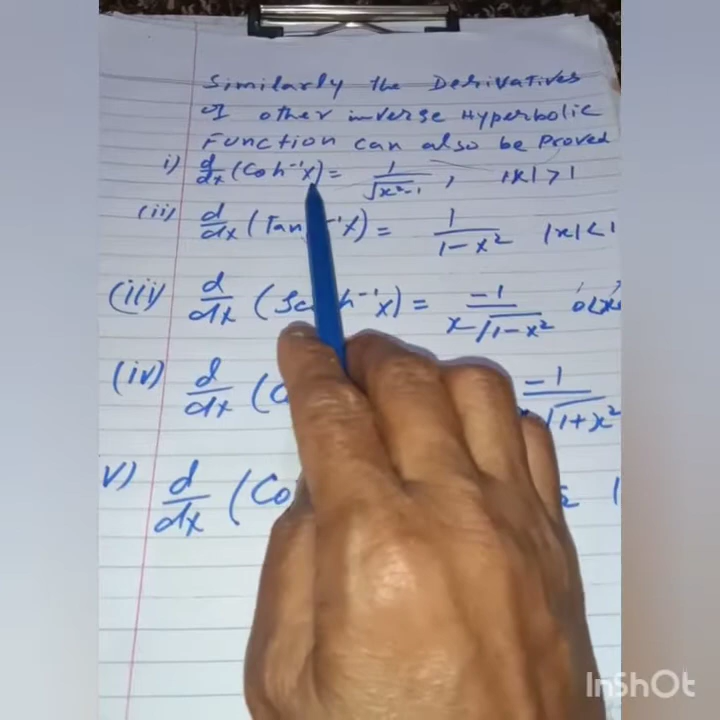 Similarly the Derivatives
of other inverse Hyperbolic
Function can also be Proved
i) d/dx (Coh⁻¹x) = 1/√x²-1 , |x| > 1
(ii) d/dx (Tan ⁻¹x) = 1/1-x² |x| < 1
(iii) d/dx ( h⁻¹x) = -1/x√1-x² 0<x
(iv) d/dx ( -1/√1+x²
v) d/dx (Co
InShOt